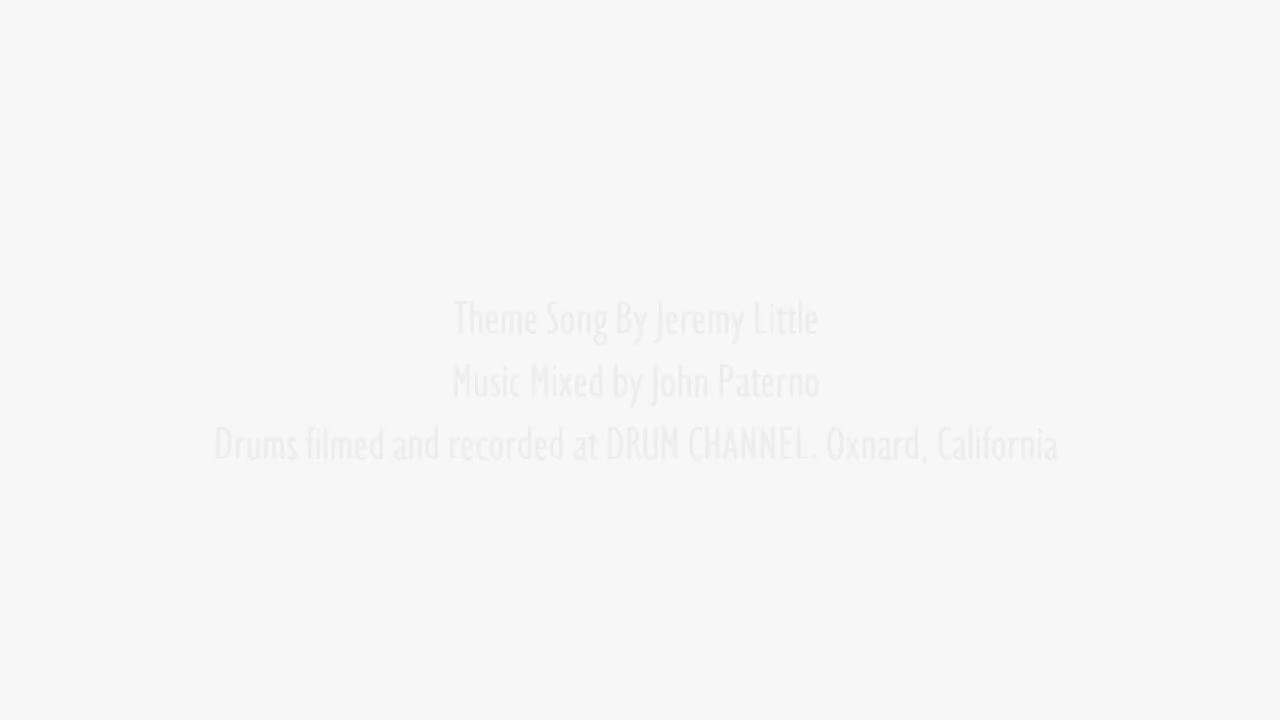 Theme Song By Jeremy Little
Music Mixed by John Paterno
Drums filmed and recorded at DRUM CHANNEL. Oxnard, California